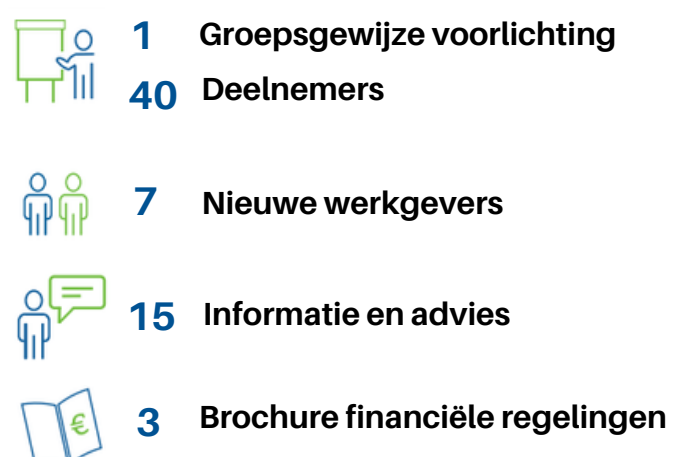 1 Groepsgewijze voorlichting
40 Deelnemers
7 Nieuwe werkgevers
15 Informatie en advies
€ 3 Brochure financiële regelingen